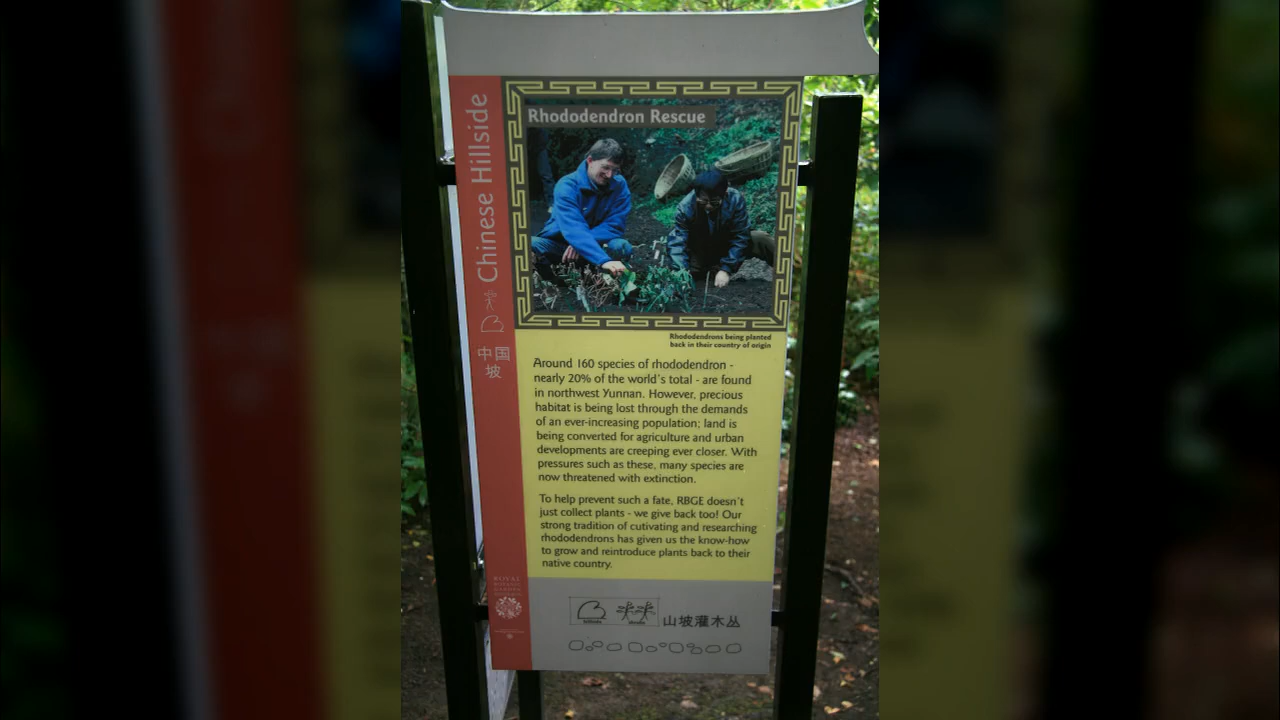 Chinese Hillside
中国
坡
Rhododendron Rescue
Rhododendrons being planted
back in their country of origin
Around 160 species of rhododendron -
nearly 20% of the world's total - are found
in northwest Yunnan. However, precious
habitat is being lost through the demands
of an ever-increasing population; land is
being converted for agriculture and urban
developments are creeping ever closer. With
pressures such as these, many species are
now threatened with extinction.
To help prevent such a fate, RBGE doesn't
just collect plants - we give back too! Our
strong tradition of cutivating and researching
rhododendrons has given us the know-how
to grow and reintroduce plants back to their
native country.
ROYAL
BOTANIC
GARDEN
山坡灌木丛